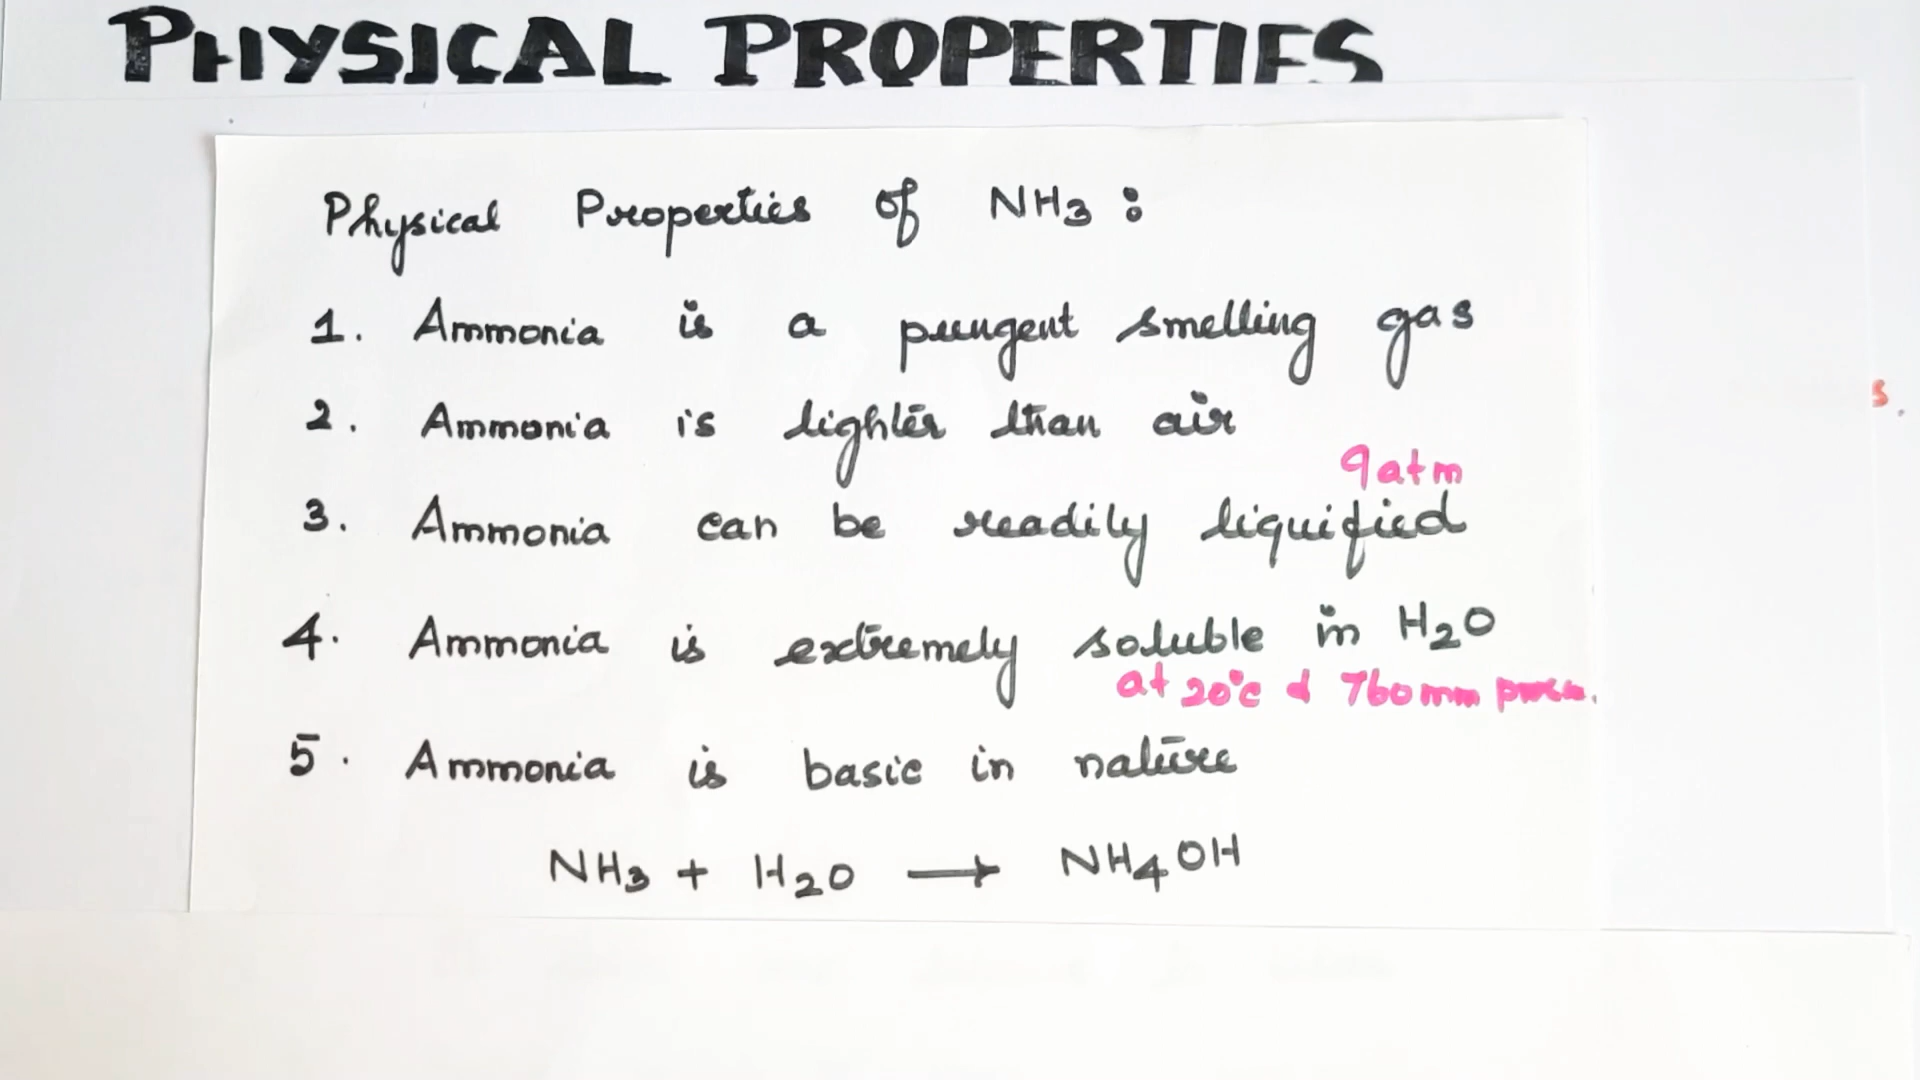 PHYSICAL PROPERTIES
Physical Properties of NH3 :
1. Ammonia is a pungent smelling gas
2. Ammonia is lighter than air
9atm
3. Ammonia can be readily liquified
4. Ammonia is extremely soluble in H2O
at 20°c & 760mm
5. Ammonia is basic in nature
NH3 + H2O → NH4OH
s.